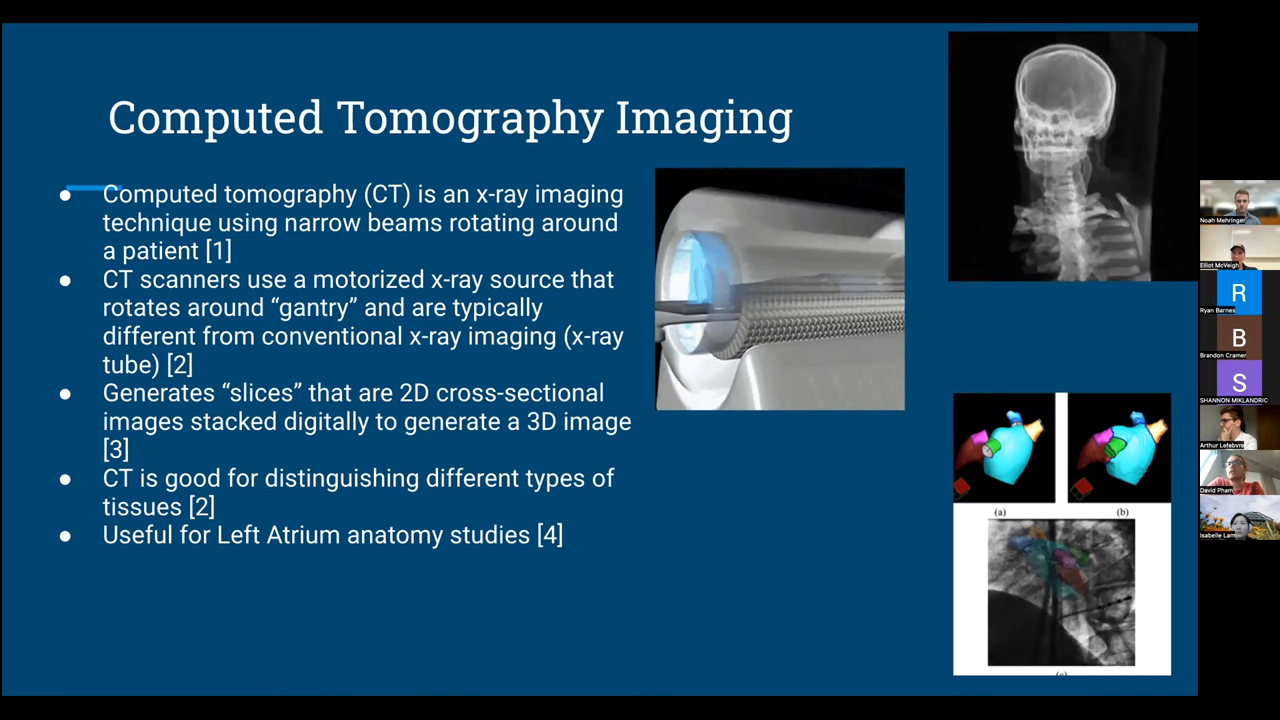 Computed Tomography Imaging
● Computed tomography (CT) is an x-ray imaging
technique using narrow beams rotating around
a patient [1]
● CT scanners use a motorized x-ray source that
rotates around “gantry” and are typically
different from conventional x-ray imaging (x-ray
tube) [2]
● Generates “slices” that are 2D cross-sectional
images stacked digitally to generate a 3D image
[3]
● CT is good for distinguishing different types of
tissues [2]
● Useful for Left Atrium anatomy studies [4]
(a)
(b)
Noah Mehringer
Elliot McVeigh
R
Ryan Barnes
B
Brandon Cramer
S
SHANNON MIKLANDRIC
Arthur Lefebvre
David Pham
Isabelle Lam